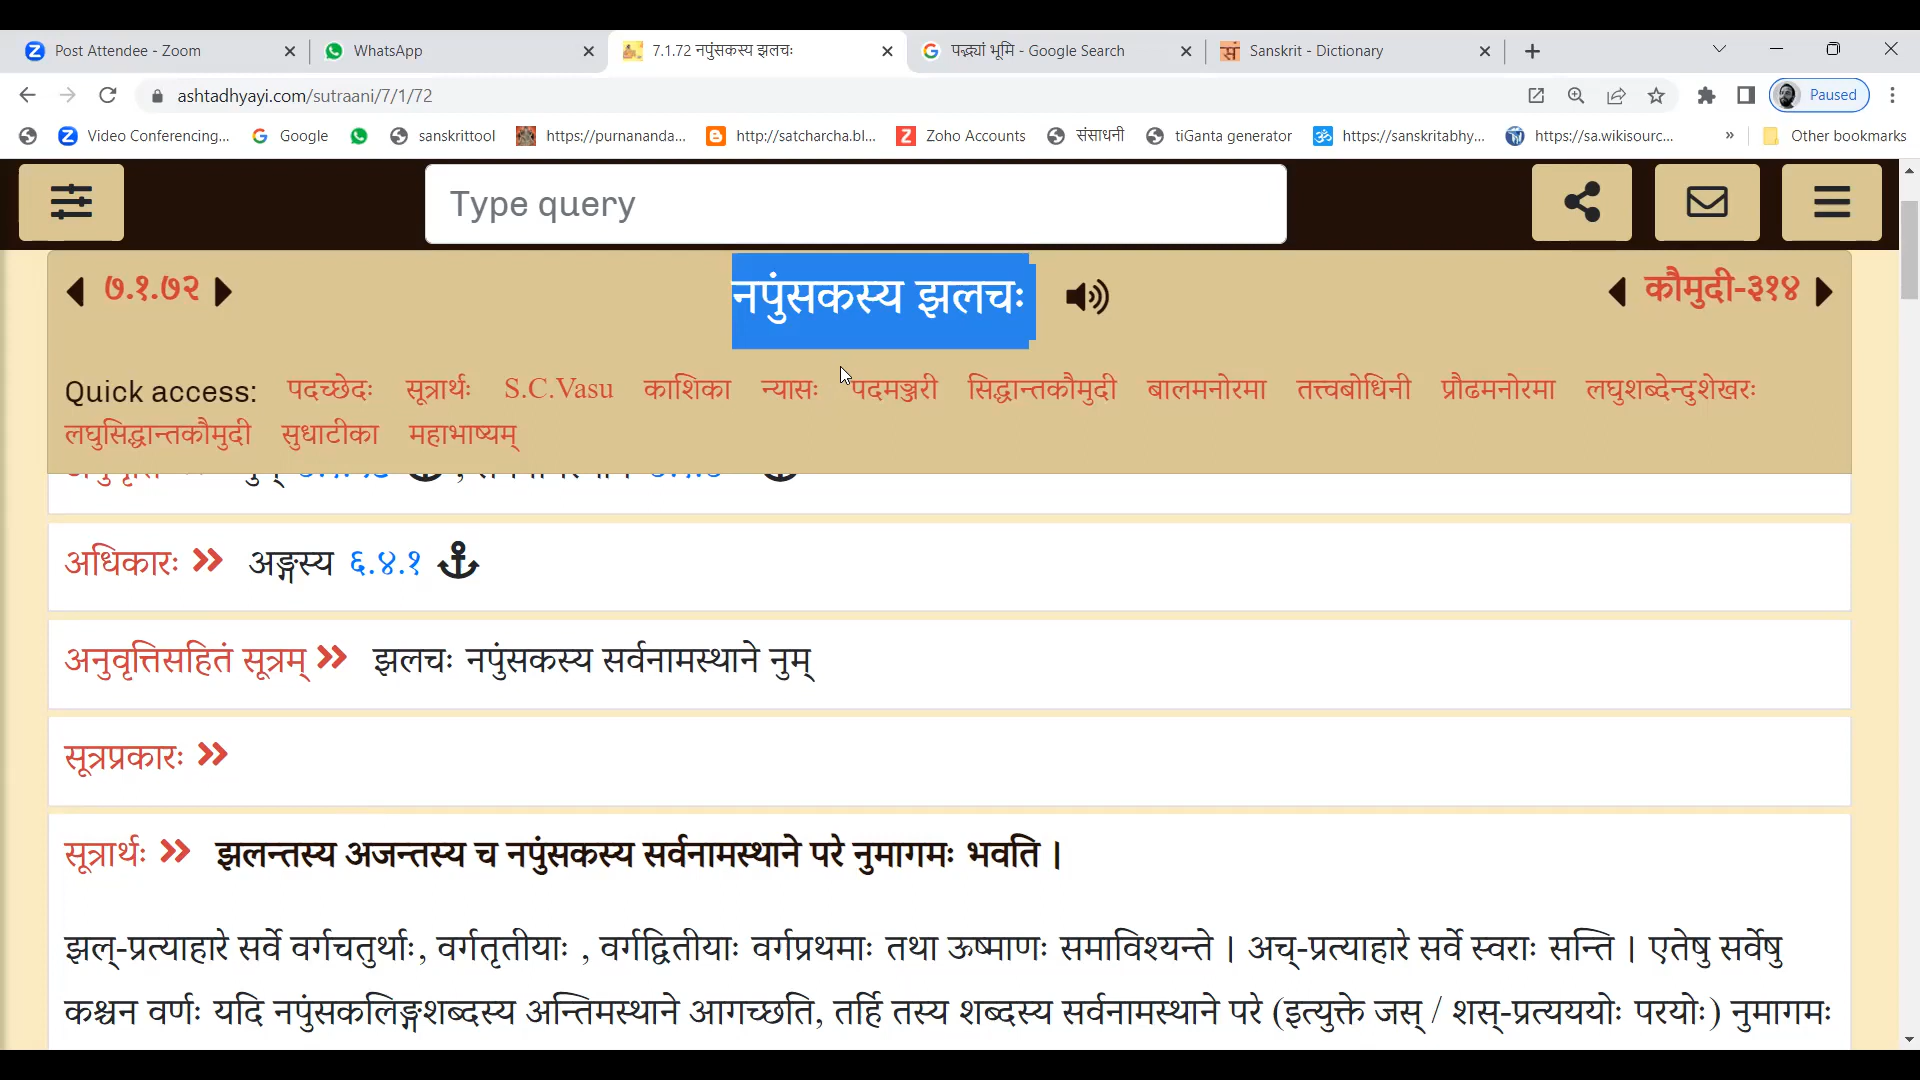 Post Attendee - Zoom
WhatsApp
7.1.72 नपुंसकस्य झलचः
पद्भ्यां भूमि - Google Search
Sanskrit - Dictionary
ashtadhyayi.com/sutraani/7/1/72
Paused
Video Conferencing...
Google
sanskrittool
https://purnananda...
http://satcharcha.bl...
Zoho Accounts
संसाधनी
tiGanta generator
https://sanskritabhy...
https://sa.wikisourc...
»
Other bookmarks
Type query
७.१.७२
नपुंसकस्य झलचः
कौमुदी-३१४
Quick access: पदच्छेदः सूत्रार्थः S.C.Vasu काशिका न्यासः पदमञ्जरी सिद्धान्तकौमुदी बालमनोरमा तत्त्वबोधिनी प्रौढमनोरमा लघुशब्देन्दुशेखरः
लघुसिद्धान्तकौमुदी सुधाटीका महाभाष्यम्
अधिकारः >> अङ्गस्य ६.४.१
अनुवृत्तिसहितं सूत्रम् >> झलचः नपुंसकस्य सर्वनामस्थाने नुम्
सूत्रप्रकारः >>
सूत्रार्थः >> झलन्तस्य अजन्तस्य च नपुंसकस्य सर्वनामस्थाने परे नुमागमः भवति ।
झल्-प्रत्याहारे सर्वे वर्गचतुर्थाः, वर्गतृतीयाः , वर्गद्वितीयाः वर्गप्रथमाः तथा ऊष्माणः समाविश्यन्ते । अच्-प्रत्याहारे सर्वे स्वराः सन्ति । एतेषु सर्वेषु
कश्चन वर्णः यदि नपुंसकलिङ्गशब्दस्य अन्तिमस्थाने आगच्छति, तर्हि तस्य शब्दस्य सर्वनामस्थाने परे (इत्युक्ते जस् / शस्-प्रत्यययोः परयोः) नुमागमः